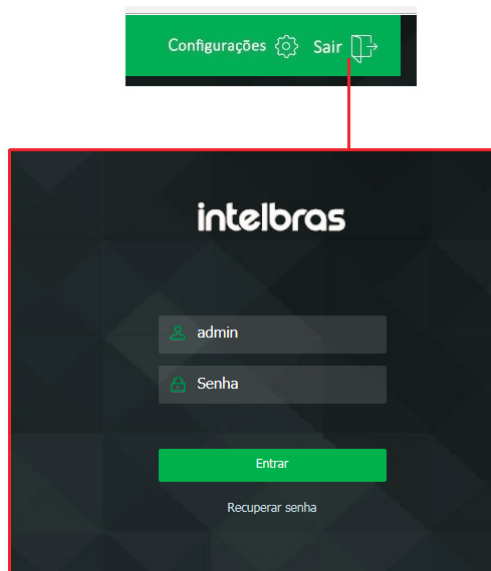 Configurações Sair
intelbras
admin
Senha
Entrar
Recuperar senha